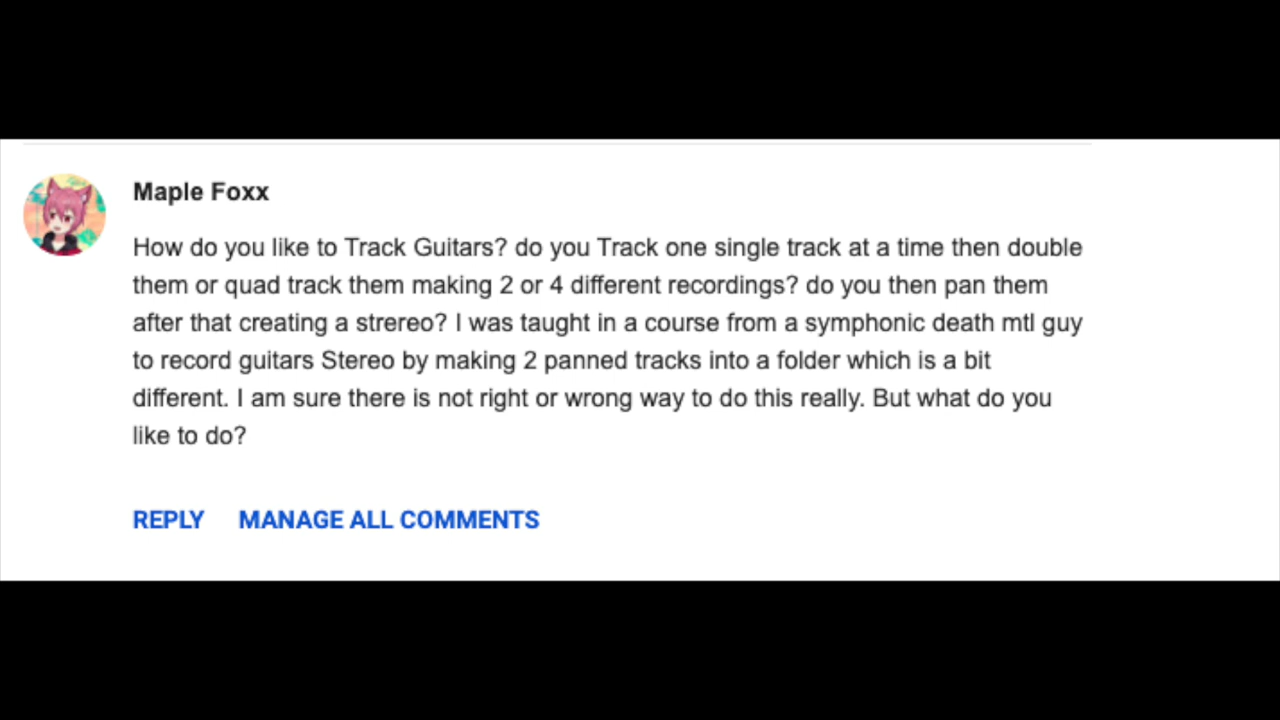 Maple Foxx
How do you like to Track Guitars? do you Track one single track at a time then double
them or quad track them making 2 or 4 different recordings? do you then pan them
after that creating a strereo? I was taught in a course from a symphonic death mtl guy
to record guitars Stereo by making 2 panned tracks into a folder which is a bit
different. I am sure there is not right or wrong way to do this really. But what do you
like to do?
REPLY MANAGE ALL COMMENTS